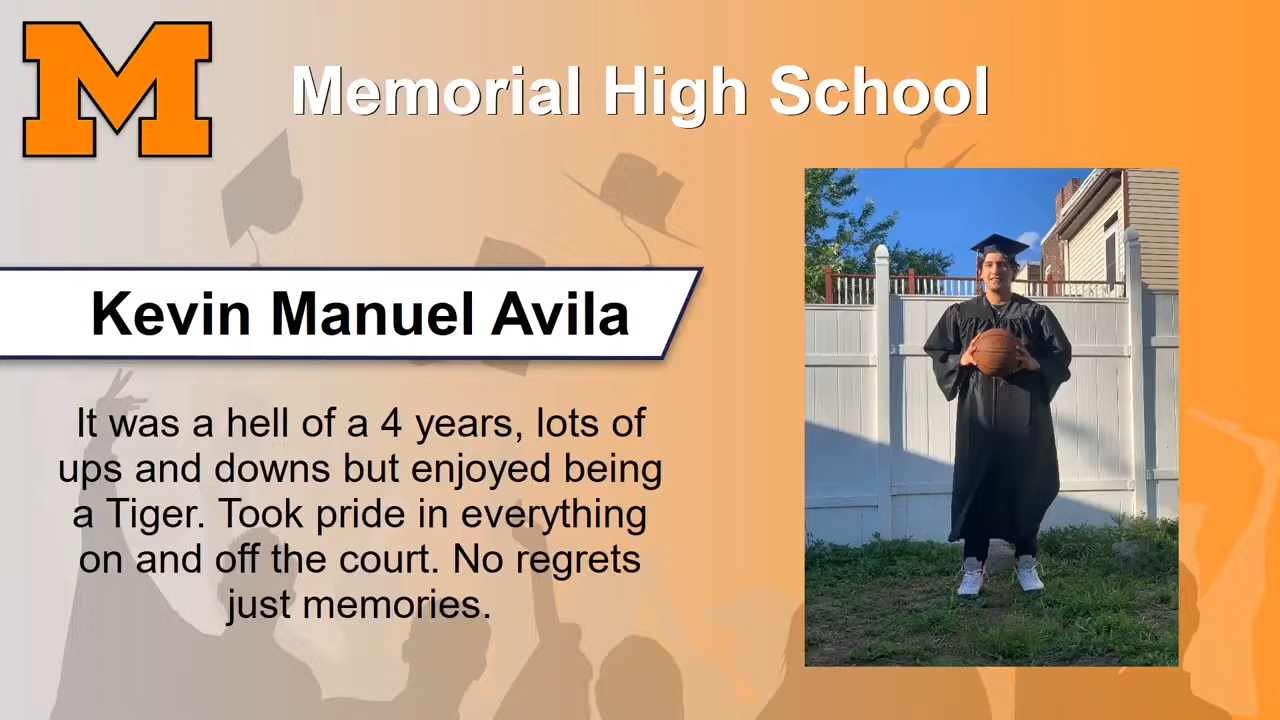 M
Memorial High School
Kevin Manuel Avila
It was a hell of a 4 years, lots of
ups and downs but enjoyed being
a Tiger. Took pride in everything
on and off the court. No regrets
just memories.